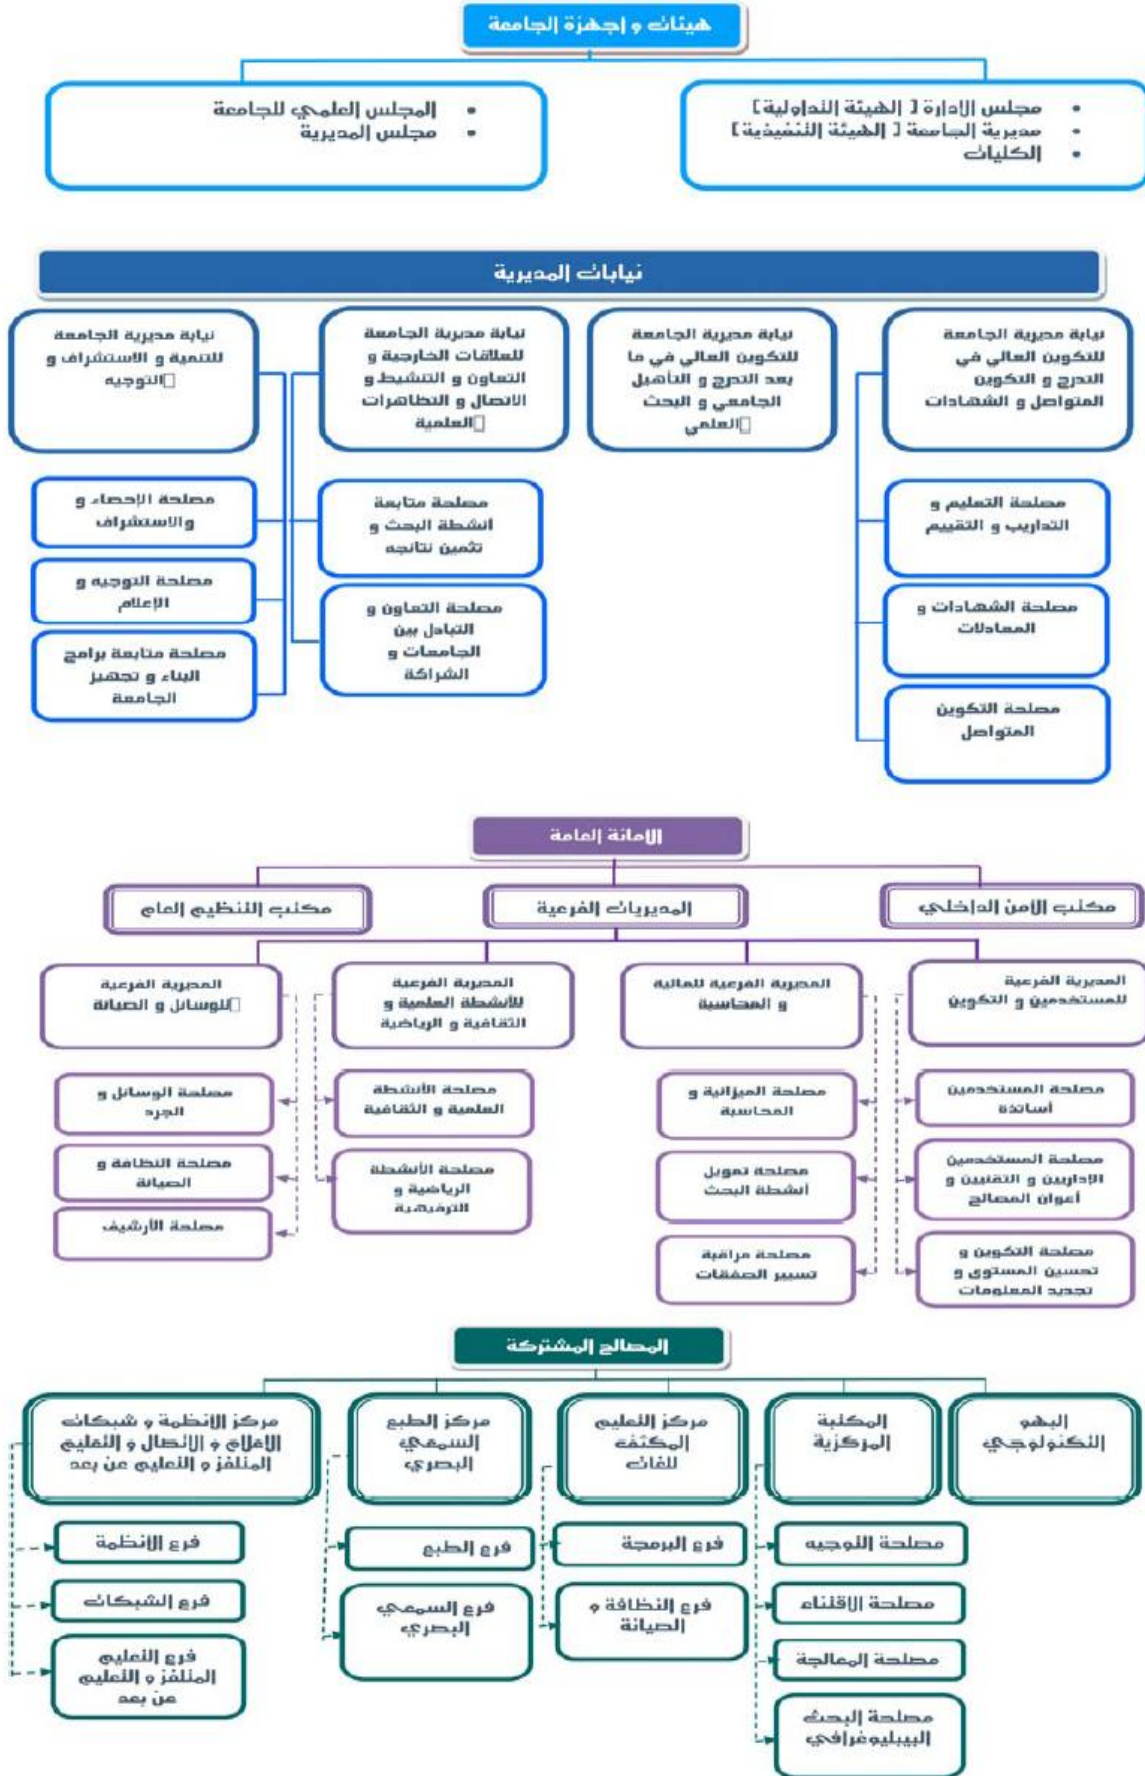 هيئات و اجهزة الجامعة
• مجلس الإدارة [ الهيئة التداولية ]
• مديرية الجامعة [ الهيئة التنفيذية ]
• الكليات
• المجلس العلمي للجامعة
• مجلس المديرية
نيابات المديرية
نيابة مديرية الجامعة
للتكوين العالي في
التدرج و التكوين
المتواصل و الشهادات
نيابة مديرية الجامعة
للتكوين العالي في ما
بعد التدرج و التأهيل
الجامعي و البحث
العلمي
نيابة مديرية الجامعة
للعلاقات الخارجية و
التعاون و التنشيط و
الاتصال و التظاهرات
العلمية
نيابة مديرية الجامعة
للتنمية و الاستشراف و
التوجيه
مصلحة التعليم و
التداريب و التقييم
مصلحة الشهادات و
المعادلات
مصلحة التكوين
المتواصل
مصلحة متابعة
أنشطة البحث و
تثمين نتائجه
مصلحة التعاون و
التبادل بين
الجامعات و
الشراكة
مصلحة الإحصاء و
والاستشراف
مصلحة التوجيه و
الإعلام
مصلحة متابعة برامج
البناء و تجهيز
الجامعة
الامانة العامة
مكتب الامن الداخلي
المديريات الفرعية
مكتب التنظيم العام
المديرية الفرعية
للمستخدمين و التكوين
المديرية الفرعية للمالية
و المحاسبة
المديرية الفرعية
للأنشطة العلمية و
الثقافية و الرياضية
المديرية الفرعية
للوسائل و الصيانة
مصلحة المستخدمين
أساتذة
مصلحة المستخدمين
الإداريين و التقنيين و
أعوان المصالح
مصلحة التكوين و
تحسين المستوى و
تجديد المعلومات
مصلحة الميزانية و
المحاسبة
مصلحة تمويل
أنشطة البحث
مصلحة مراقبة
تسيير الصفقات
مصلحة الأنشطة
العلمية و الثقافية
مصلحة الأنشطة
الرياضية و
الترفيهية
مصلحة الوسائل و
الجرد
مصلحة النظافة و
الصيانة
مصلحة الأرشيف
المصالح المشتركة
البهو
التكنولوجي
المكتبة
المركزية
مركز التعليم
المكثف
للغات
مركز الطبع
السمعي
البصري
مركز الانظمة و شبكات
الإعلام و الاتصال و التعليم
المتلفز و التعليم عن بعد
مصلحة التوجيه
مصلحة الاقتناء
مصلحة المعالجة
مصلحة البحث
البيبليوغرافي
فرع البرمجة
فرع النظافة و
الصيانة
فرع الطبع
فرع السمعي
البصري
فرع الانظمة
فرع الشبكات
فرع التعليم
المتلفز و التعليم
عن بعد